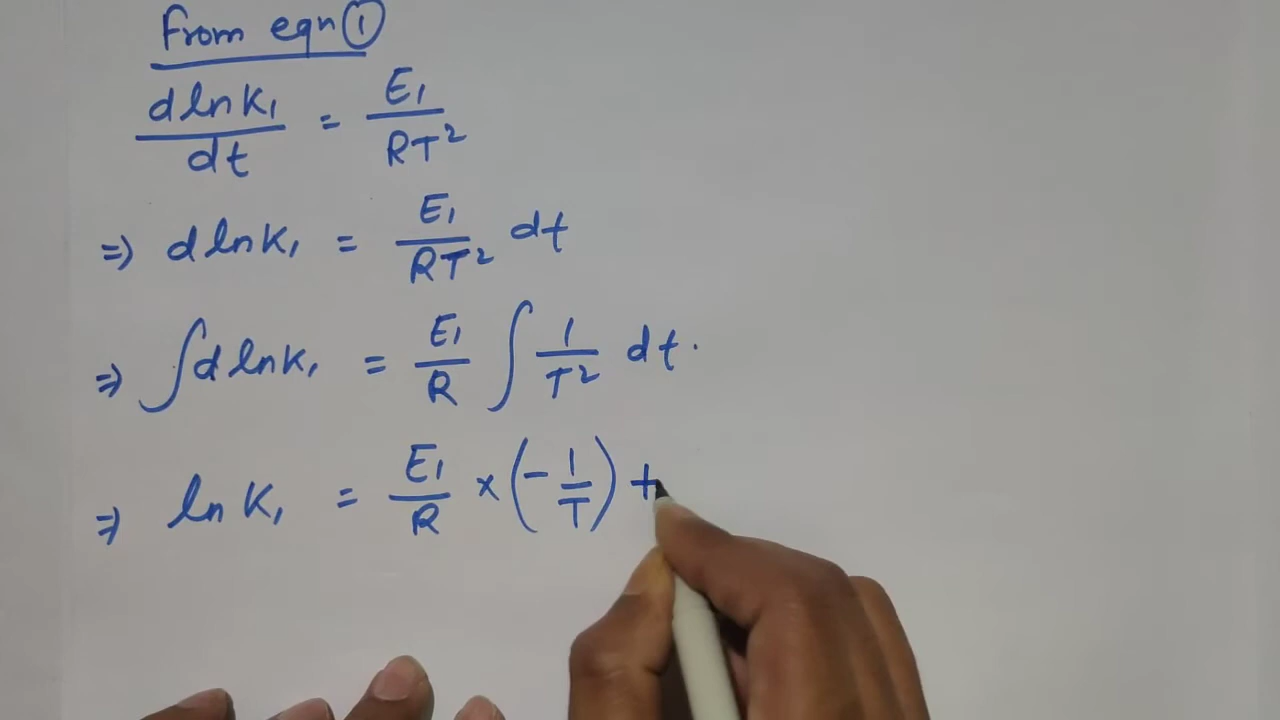 From eqn ①
d ln K₁ / dt = E₁ / RT²
⇒ d ln K₁ = E₁ / RT² dt
⇒ ∫ d ln K₁ = E₁ / R ∫ 1 / T² dt.
⇒ ln K₁ = E₁ / R × (- 1 / T) +